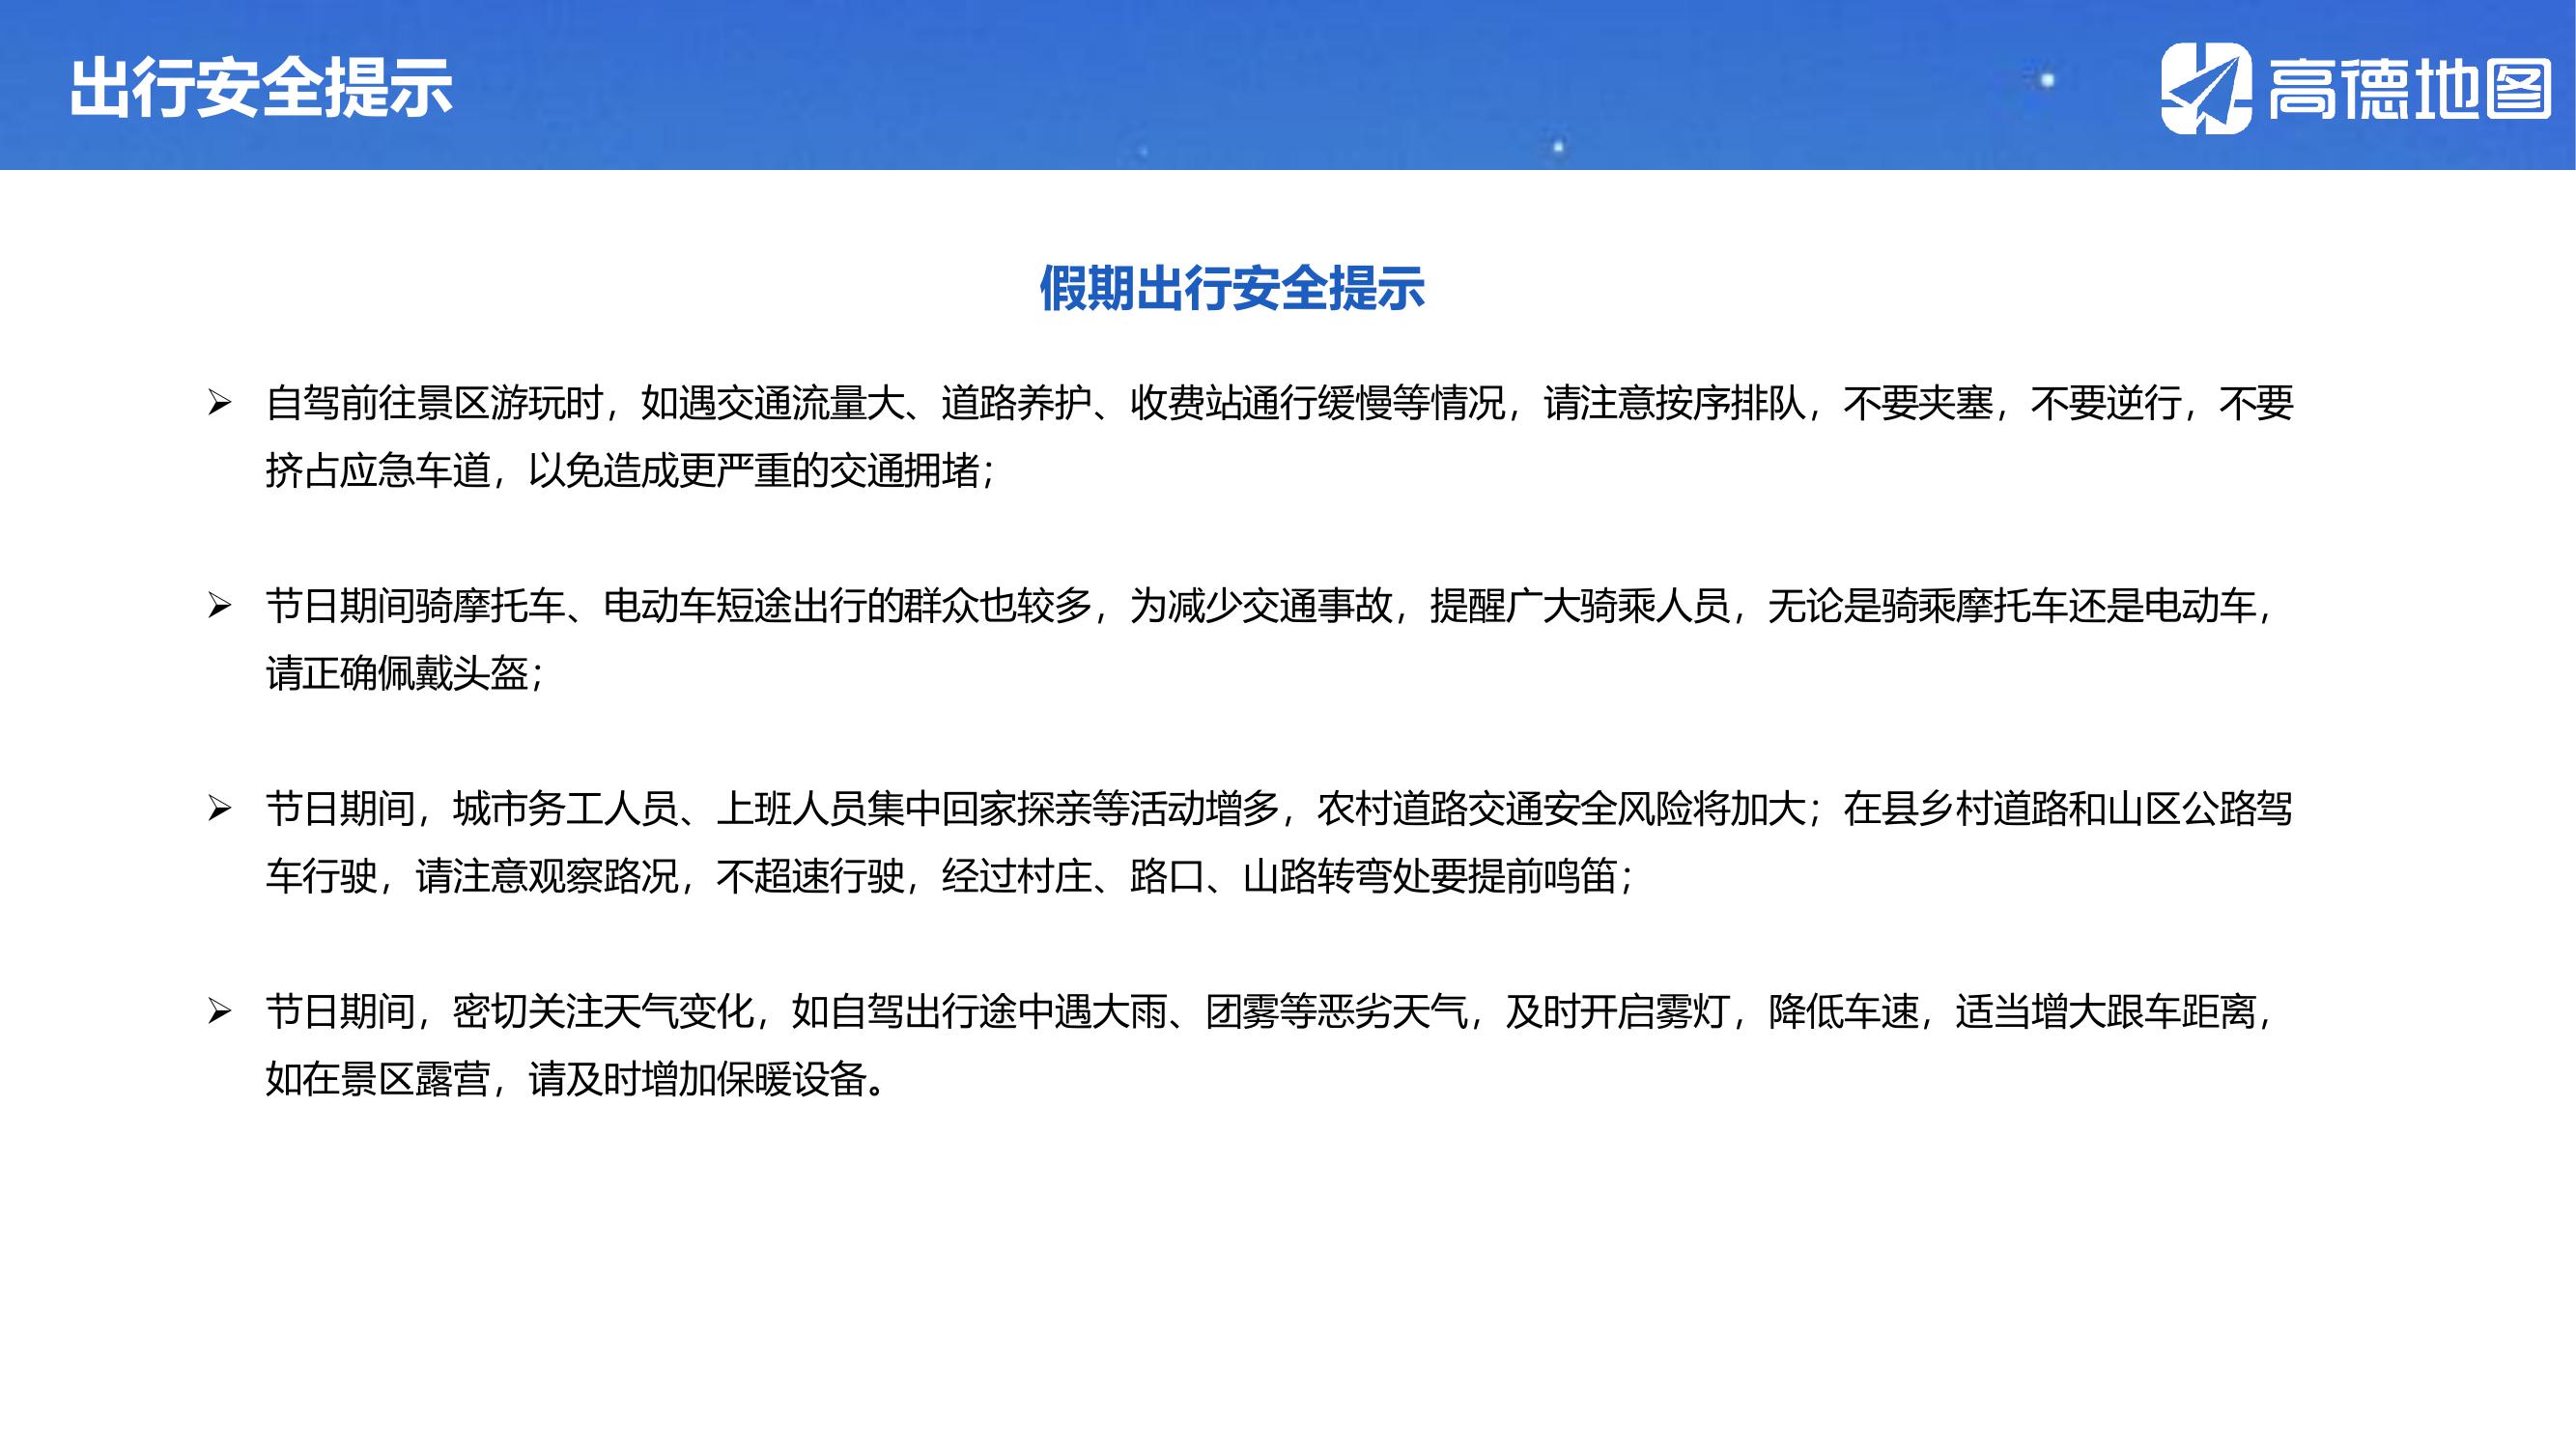 出行安全提示
高德地图
假期出行安全提示
➢ 自驾前往景区游玩时，如遇交通流量大、道路养护、收费站通行缓慢等情况，请注意按序排队，不要夹塞，不要逆行，不要
挤占应急车道，以免造成更严重的交通拥堵；
➢ 节日期间骑摩托车、电动车短途出行的群众也较多，为减少交通事故，提醒广大骑乘人员，无论是骑乘摩托车还是电动车，
请正确佩戴头盔；
➢ 节日期间，城市务工人员、上班人员集中回家探亲等活动增多，农村道路交通安全风险将加大；在县乡村道路和山区公路驾
车行驶，请注意观察路况，不超速行驶，经过村庄、路口、山路转弯处要提前鸣笛；
➢ 节日期间，密切关注天气变化，如自驾出行途中遇大雨、团雾等恶劣天气，及时开启雾灯，降低车速，适当增大跟车距离，
如在景区露营，请及时增加保暖设备。